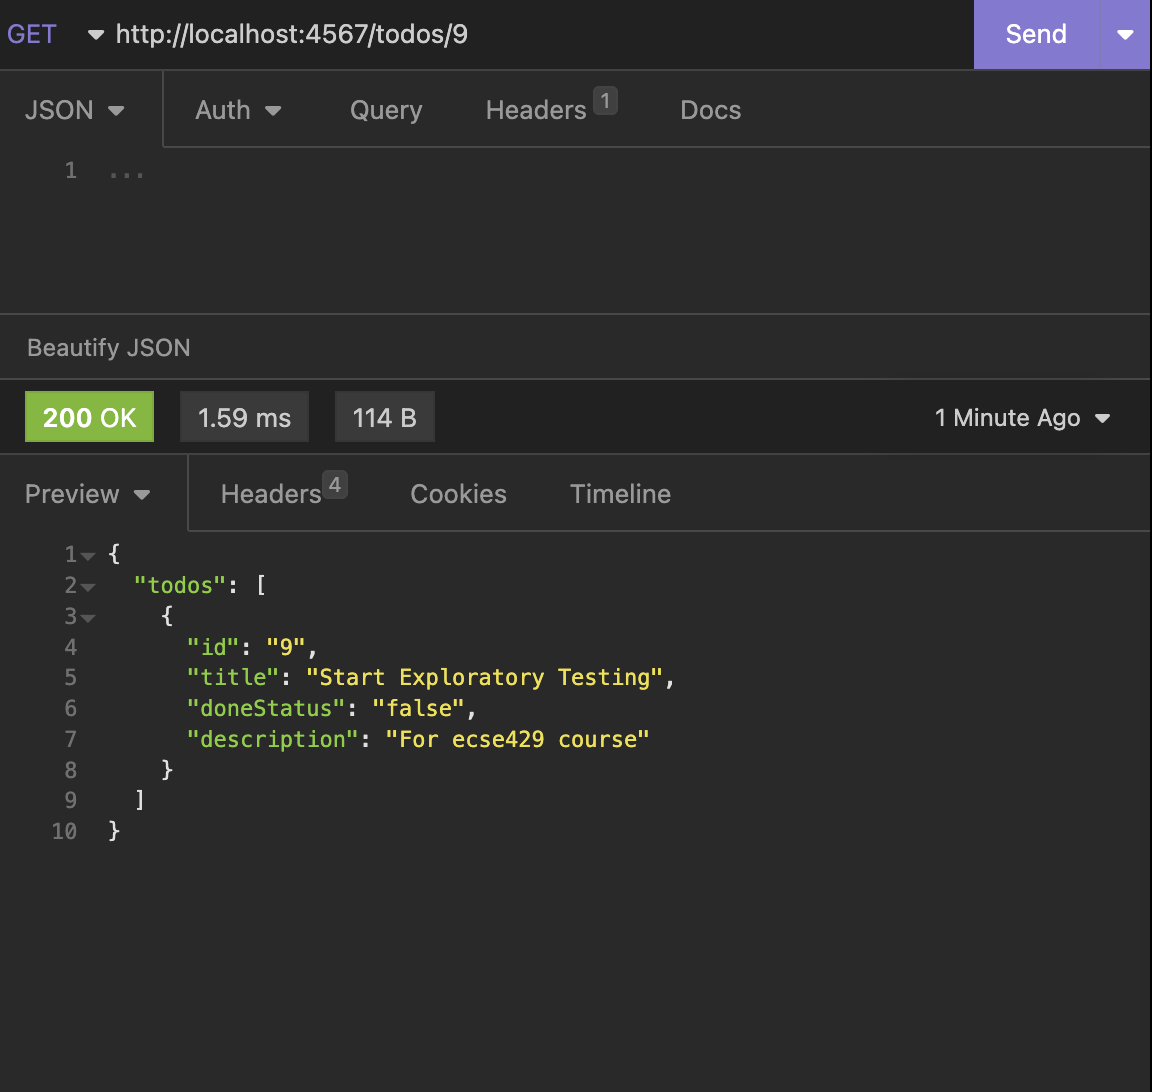 GET http://localhost:4567/todos/9 Send
JSON Auth Query Headers 1 Docs
1 ...
Beautify JSON
200 OK 1.59 ms 114 B 1 Minute Ago
Preview Headers 4 Cookies Timeline
1 {
2 "todos": [
3 {
4 "id": "9",
5 "title": "Start Exploratory Testing",
6 "doneStatus": "false",
7 "description": "For ecse429 course"
8 }
9 ]
10 }